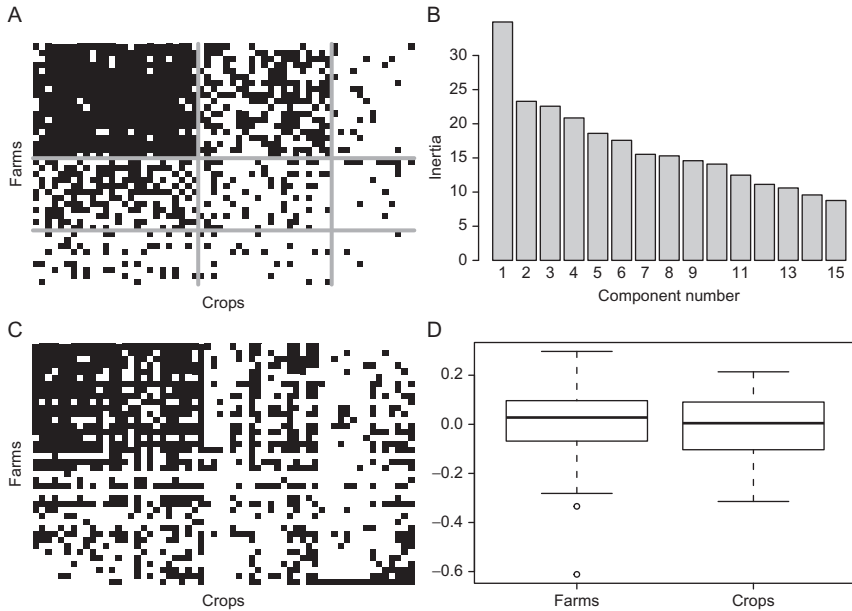 A
Farms
Crops
B
Inertia
30
25
20
15
10
5
0
1 2 3 4 5 6 7 8 9 11 13 15
Component number
C
Farms
Crops
D
0.2
0.0
−0.2
−0.4
−0.6
Farms Crops